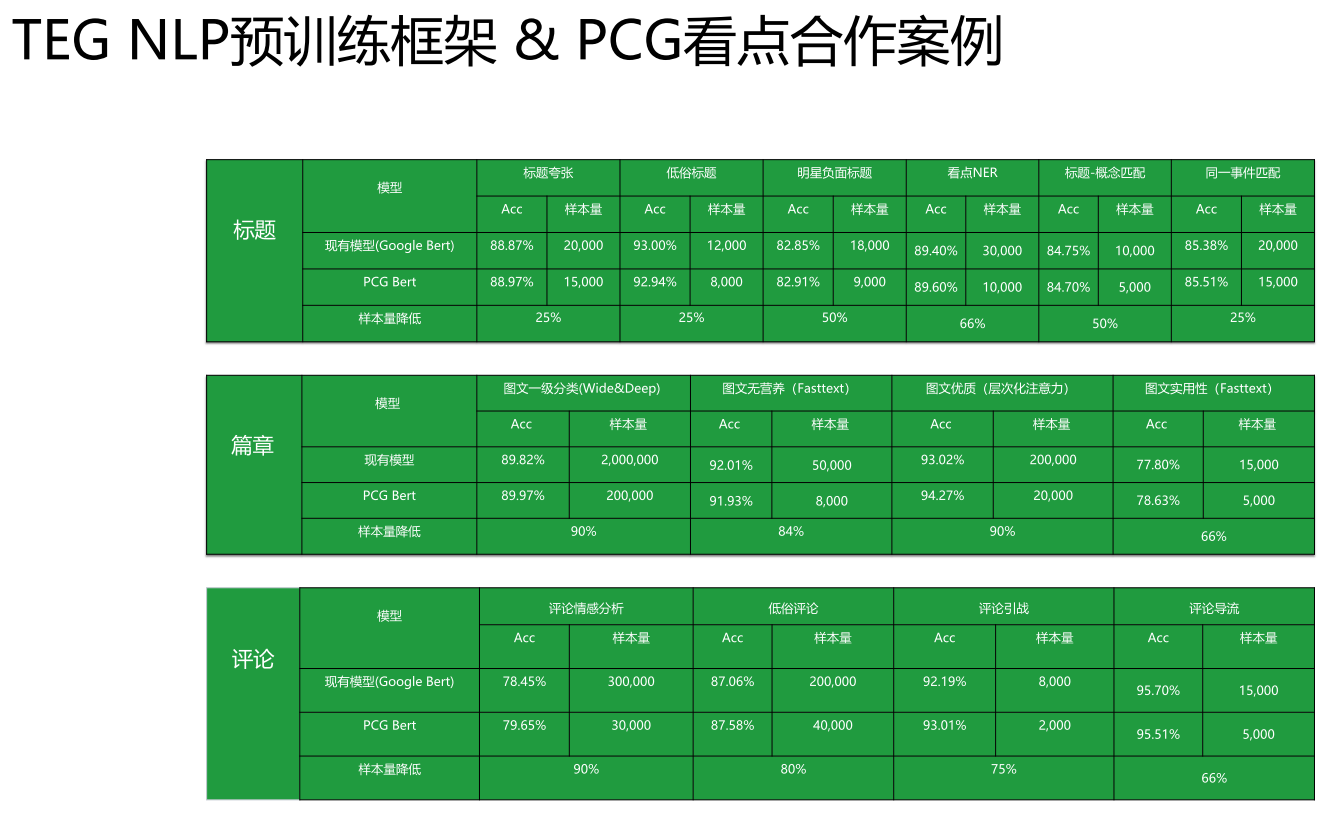 TEG NLP预训练框架 & PCG看点合作案例
标题 模型 标题夸张 低俗标题 明星负面标题 看点NER 标题-概念匹配 同一事件匹配
Acc 样本量 Acc 样本量 Acc 样本量 Acc 样本量 Acc 样本量 Acc 样本量
现有模型(Google Bert) 88.87% 20,000 93.00% 12,000 82.85% 18,000 89.40% 30,000 84.75% 10,000 85.38% 20,000
PCG Bert 88.97% 15,000 92.94% 8,000 82.91% 9,000 89.60% 10,000 84.70% 5,000 85.51% 15,000
样本量降低 25% 25% 50% 66% 50% 25%
篇章 模型 图文一级分类(Wide&Deep) 图文无营养（Fasttext） 图文优质（层次化注意力） 图文实用性（Fasttext）
Acc 样本量 Acc 样本量 Acc 样本量 Acc 样本量
现有模型 89.82% 2,000,000 92.01% 50,000 93.02% 200,000 77.80% 15,000
PCG Bert 89.97% 200,000 91.93% 8,000 94.27% 20,000 78.63% 5,000
样本量降低 90% 84% 90% 66%
评论 模型 评论情感分析 低俗评论 评论引战 评论导流
Acc 样本量 Acc 样本量 Acc 样本量 Acc 样本量
现有模型(Google Bert) 78.45% 300,000 87.06% 200,000 92.19% 8,000 95.70% 15,000
PCG Bert 79.65% 30,000 87.58% 40,000 93.01% 2,000 95.51% 5,000
样本量降低 90% 80% 75% 66%